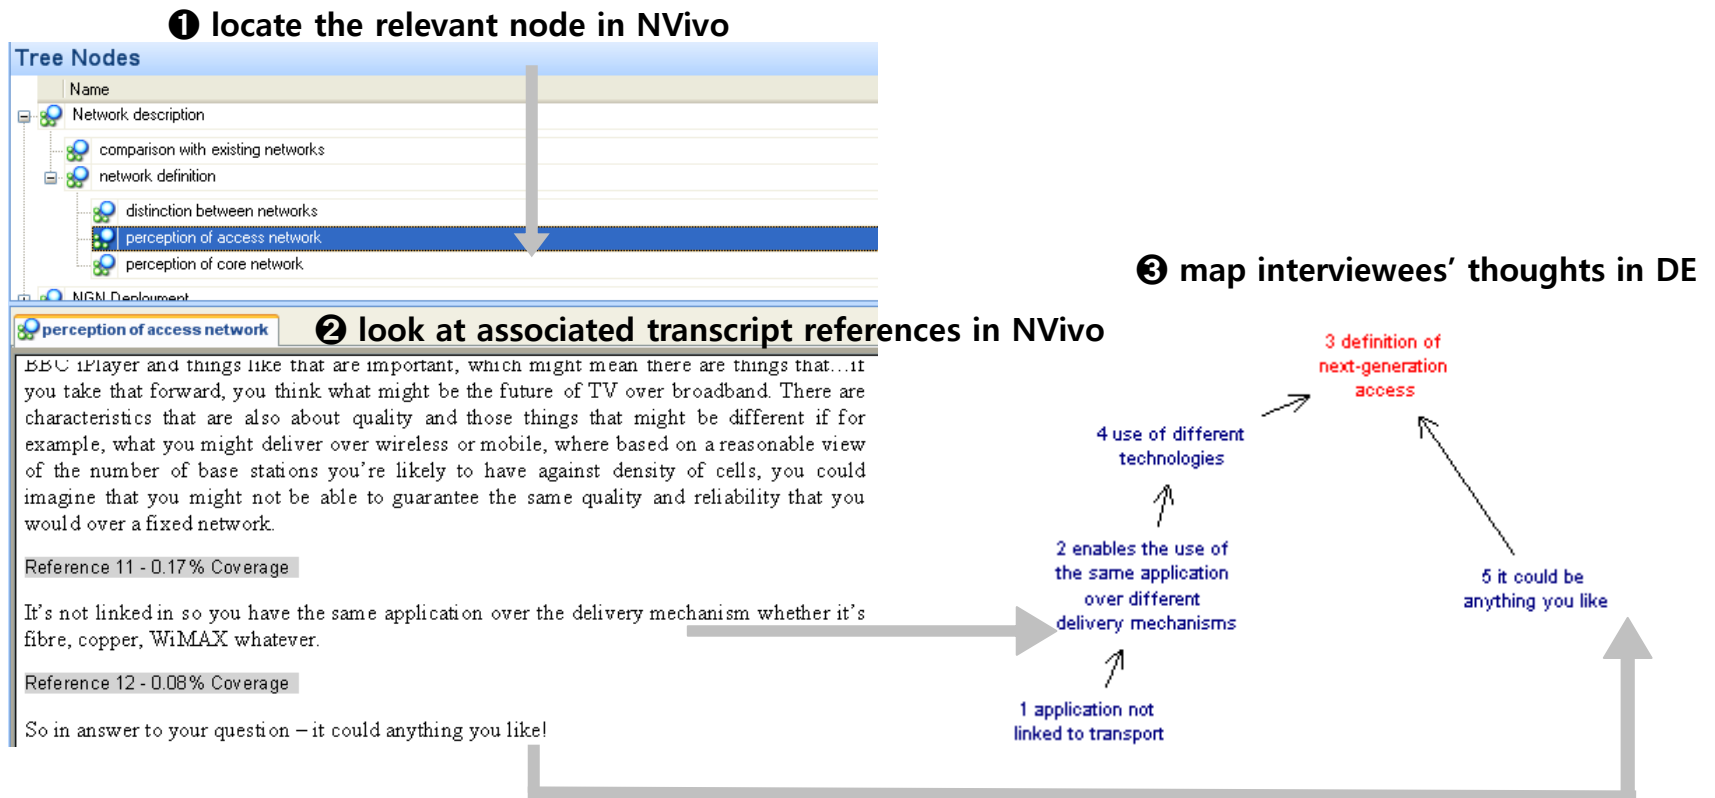 ❶ locate the relevant node in NVivo
Tree Nodes
Name
Network description
comparison with existing networks
network definition
distinction between networks
perception of access network
perception of core network
NGN Deployment
perception of access network
❷ look at associated transcript references in NVivo
BBC iPlayer and things like that are important, which might mean there are things that…if
you take that forward, you think what might be the future of TV over broadband. There are
characteristics that are also about quality and those things that might be different if for
example, what you might deliver over wireless or mobile, where based on a reasonable view
of the number of base stations you're likely to have against density of cells, you could
imagine that you might not be able to guarantee the same quality and reliability that you
would over a fixed network.
Reference 11 - 0.17% Coverage
It's not linked in so you have the same application over the delivery mechanism whether it's
fibre, copper, WiMAX whatever.
Reference 12 - 0.08% Coverage
So in answer to your question – it could anything you like!
❸ map interviewees' thoughts in DE
3 definition of
next-generation
access
4 use of different
technologies
2 enables the use of
the same application
over different
delivery mechanisms
5 it could be
anything you like
1 application not
linked to transport